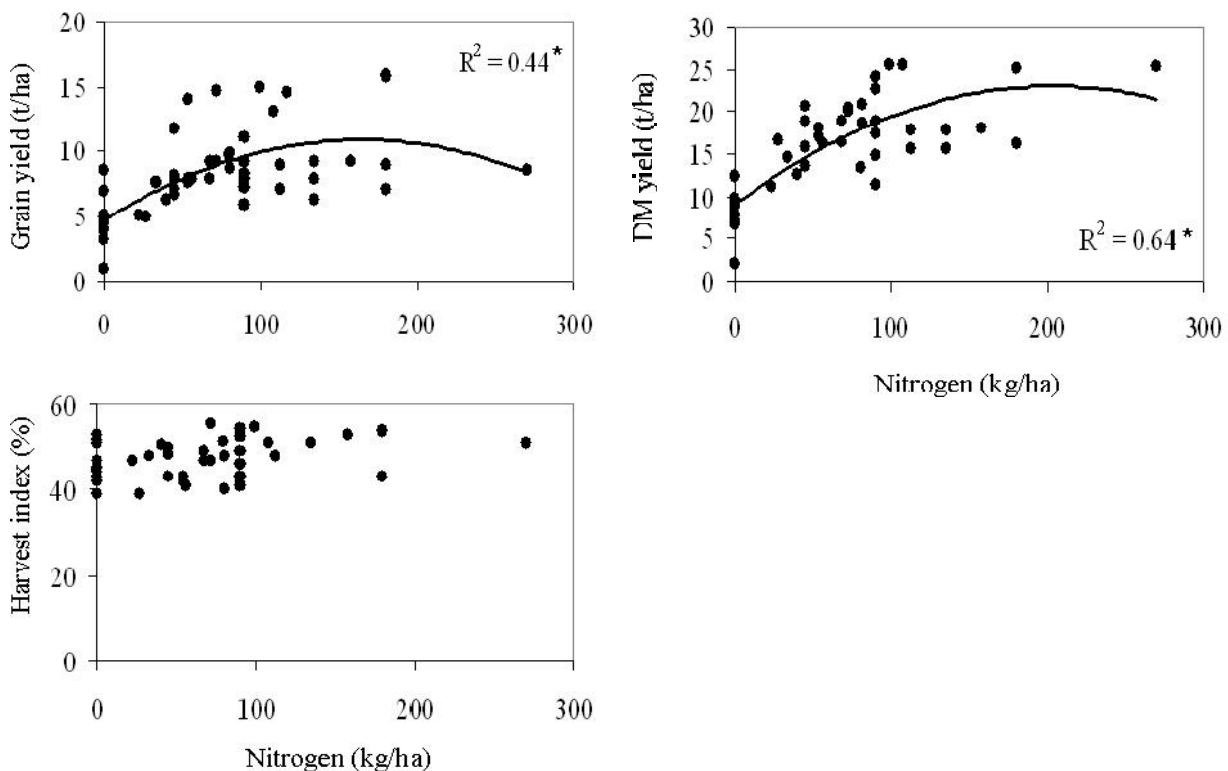 Grain yield (t/ha)
20
15
10
5
0
R² = 0.44 *
0 100 200 300
DM yield (t/ha)
30
25
20
15
10
5
0
R² = 0.64 *
0 100 200 300
Nitrogen (kg/ha)
Harvest index (%)
60
40
20
0
0 100 200 300
Nitrogen (kg/ha)